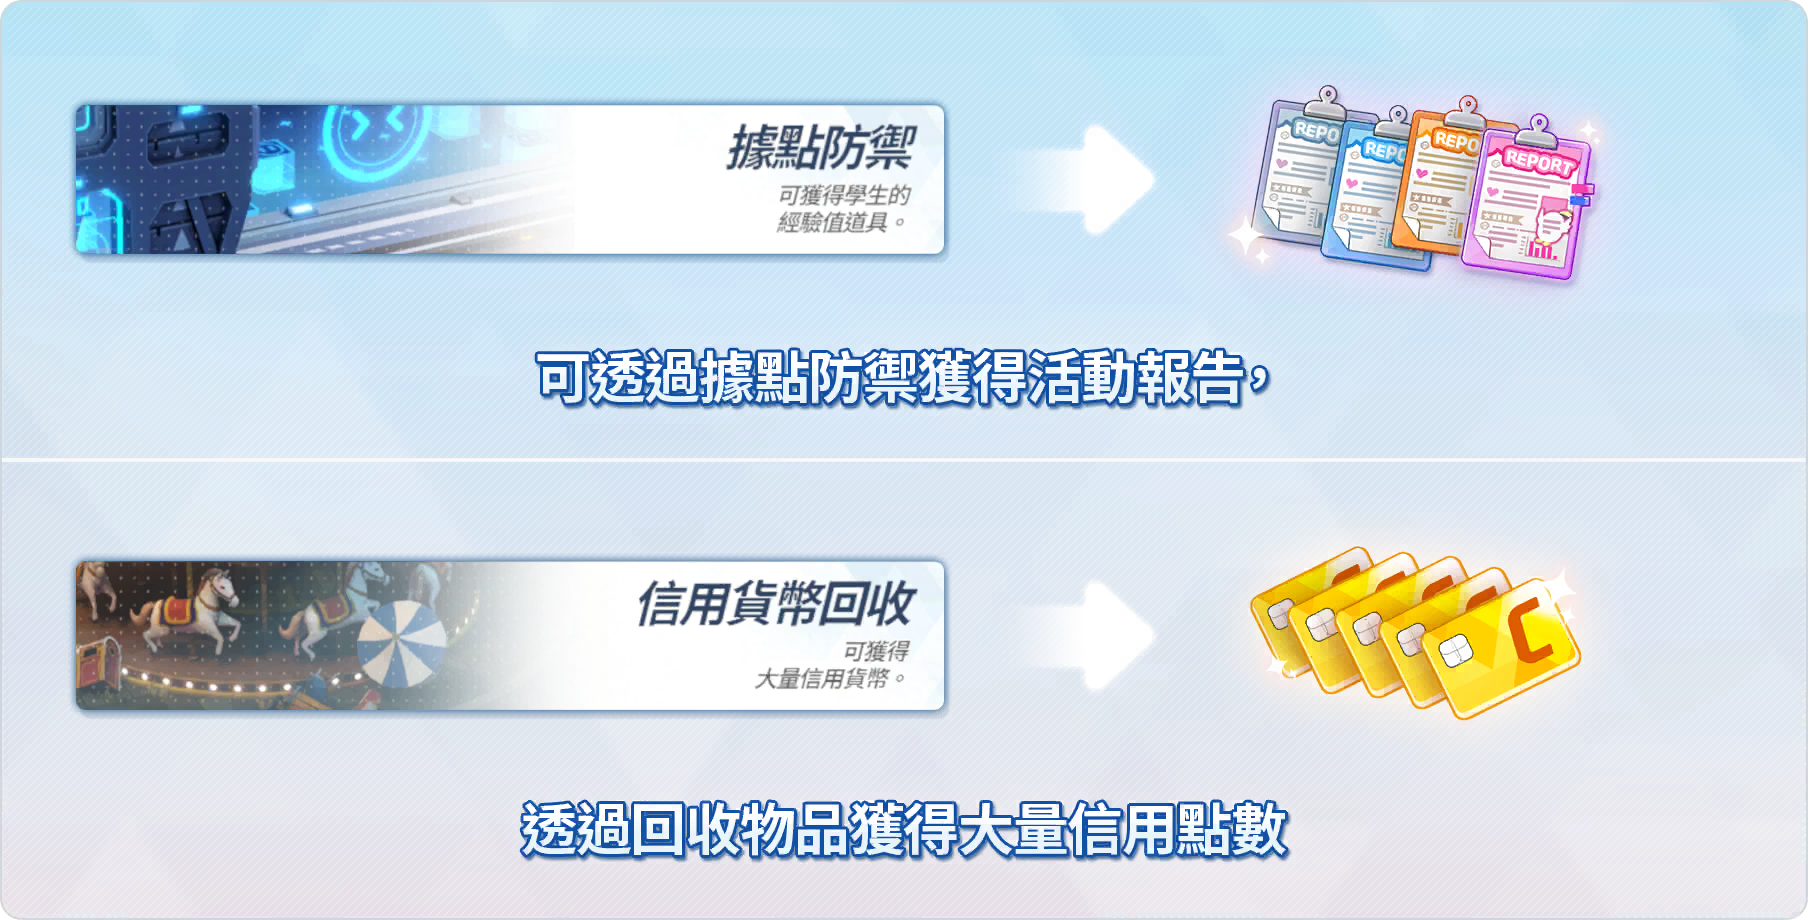 據點防禦
可獲得學生的
經驗值道具。
REPO
REPO
REPO
REPORT
可透過據點防禦獲得活動報告，
信用貨幣回收
可獲得
大量信用貨幣。
透過回收物品獲得大量信用點數